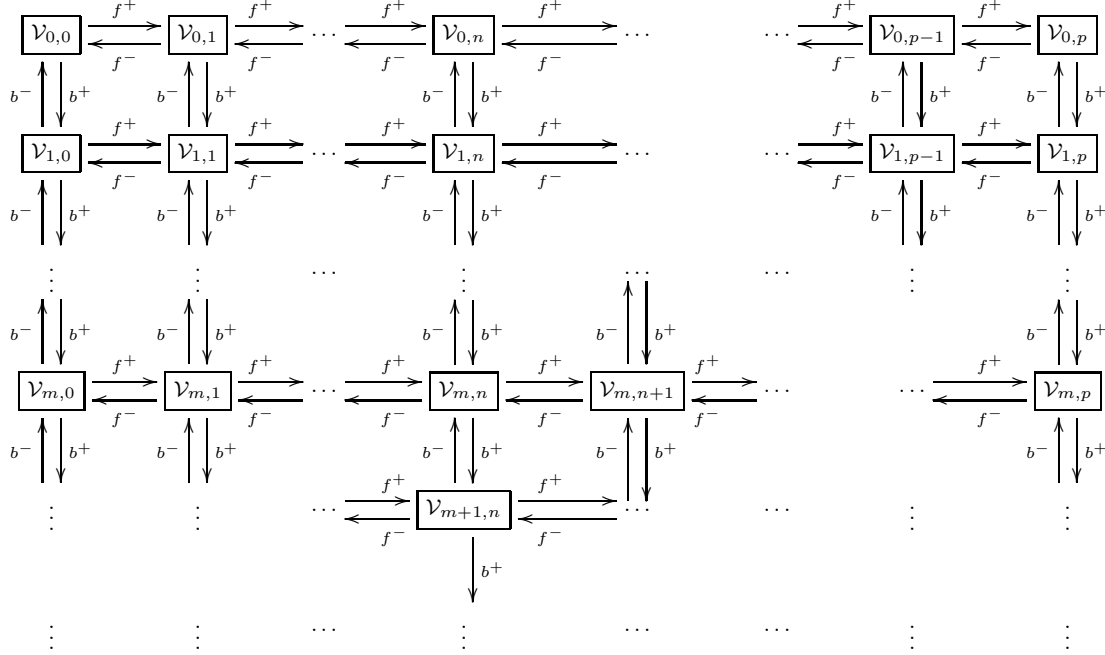 f⁺ f⁺ f⁺ f⁺ f⁺ f⁺
𝒱₀,₀ 𝒱₀,₁ ⋯ 𝒱₀,ₙ ⋯ ⋯ 𝒱₀,ₚ₋₁ 𝒱₀,ₚ
f⁻ f⁻ f⁻ f⁻ f⁻ f⁻
b⁻ b⁺ b⁻ b⁺ b⁻ b⁺ b⁻ b⁺ b⁻ b⁺
f⁺ f⁺ f⁺ f⁺ f⁺ f⁺
𝒱₁,₀ 𝒱₁,₁ ⋯ 𝒱₁,ₙ ⋯ ⋯ 𝒱₁,ₚ₋₁ 𝒱₁,ₚ
f⁻ f⁻ f⁻ f⁻ f⁻ f⁻
b⁻ b⁺ b⁻ b⁺ b⁻ b⁺ b⁻ b⁺ b⁻ b⁺
⋮ ⋮ ⋯ ⋮ ⋯ ⋯ ⋮ ⋮
b⁻ b⁺ b⁻ b⁺ b⁻ b⁺ b⁻ b⁺ b⁻ b⁺
f⁺ f⁺ f⁺ f⁺ f⁺ f⁺
𝒱ₘ,₀ 𝒱ₘ,₁ ⋯ 𝒱ₘ,ₙ 𝒱ₘ,ₙ₊₁ ⋯ ⋯ 𝒱ₘ,ₚ
f⁻ f⁻ f⁻ f⁻ f⁻ f⁻
b⁻ b⁺ b⁻ b⁺ b⁻ b⁺ b⁻ b⁺ b⁻ b⁺
f⁺ f⁺
⋮ ⋮ ⋯ 𝒱ₘ₊₁,ₙ ⋯ ⋯ ⋮ ⋮
f⁻ f⁻
b⁺
⋮ ⋮ ⋯ ⋮ ⋯ ⋯ ⋮ ⋮